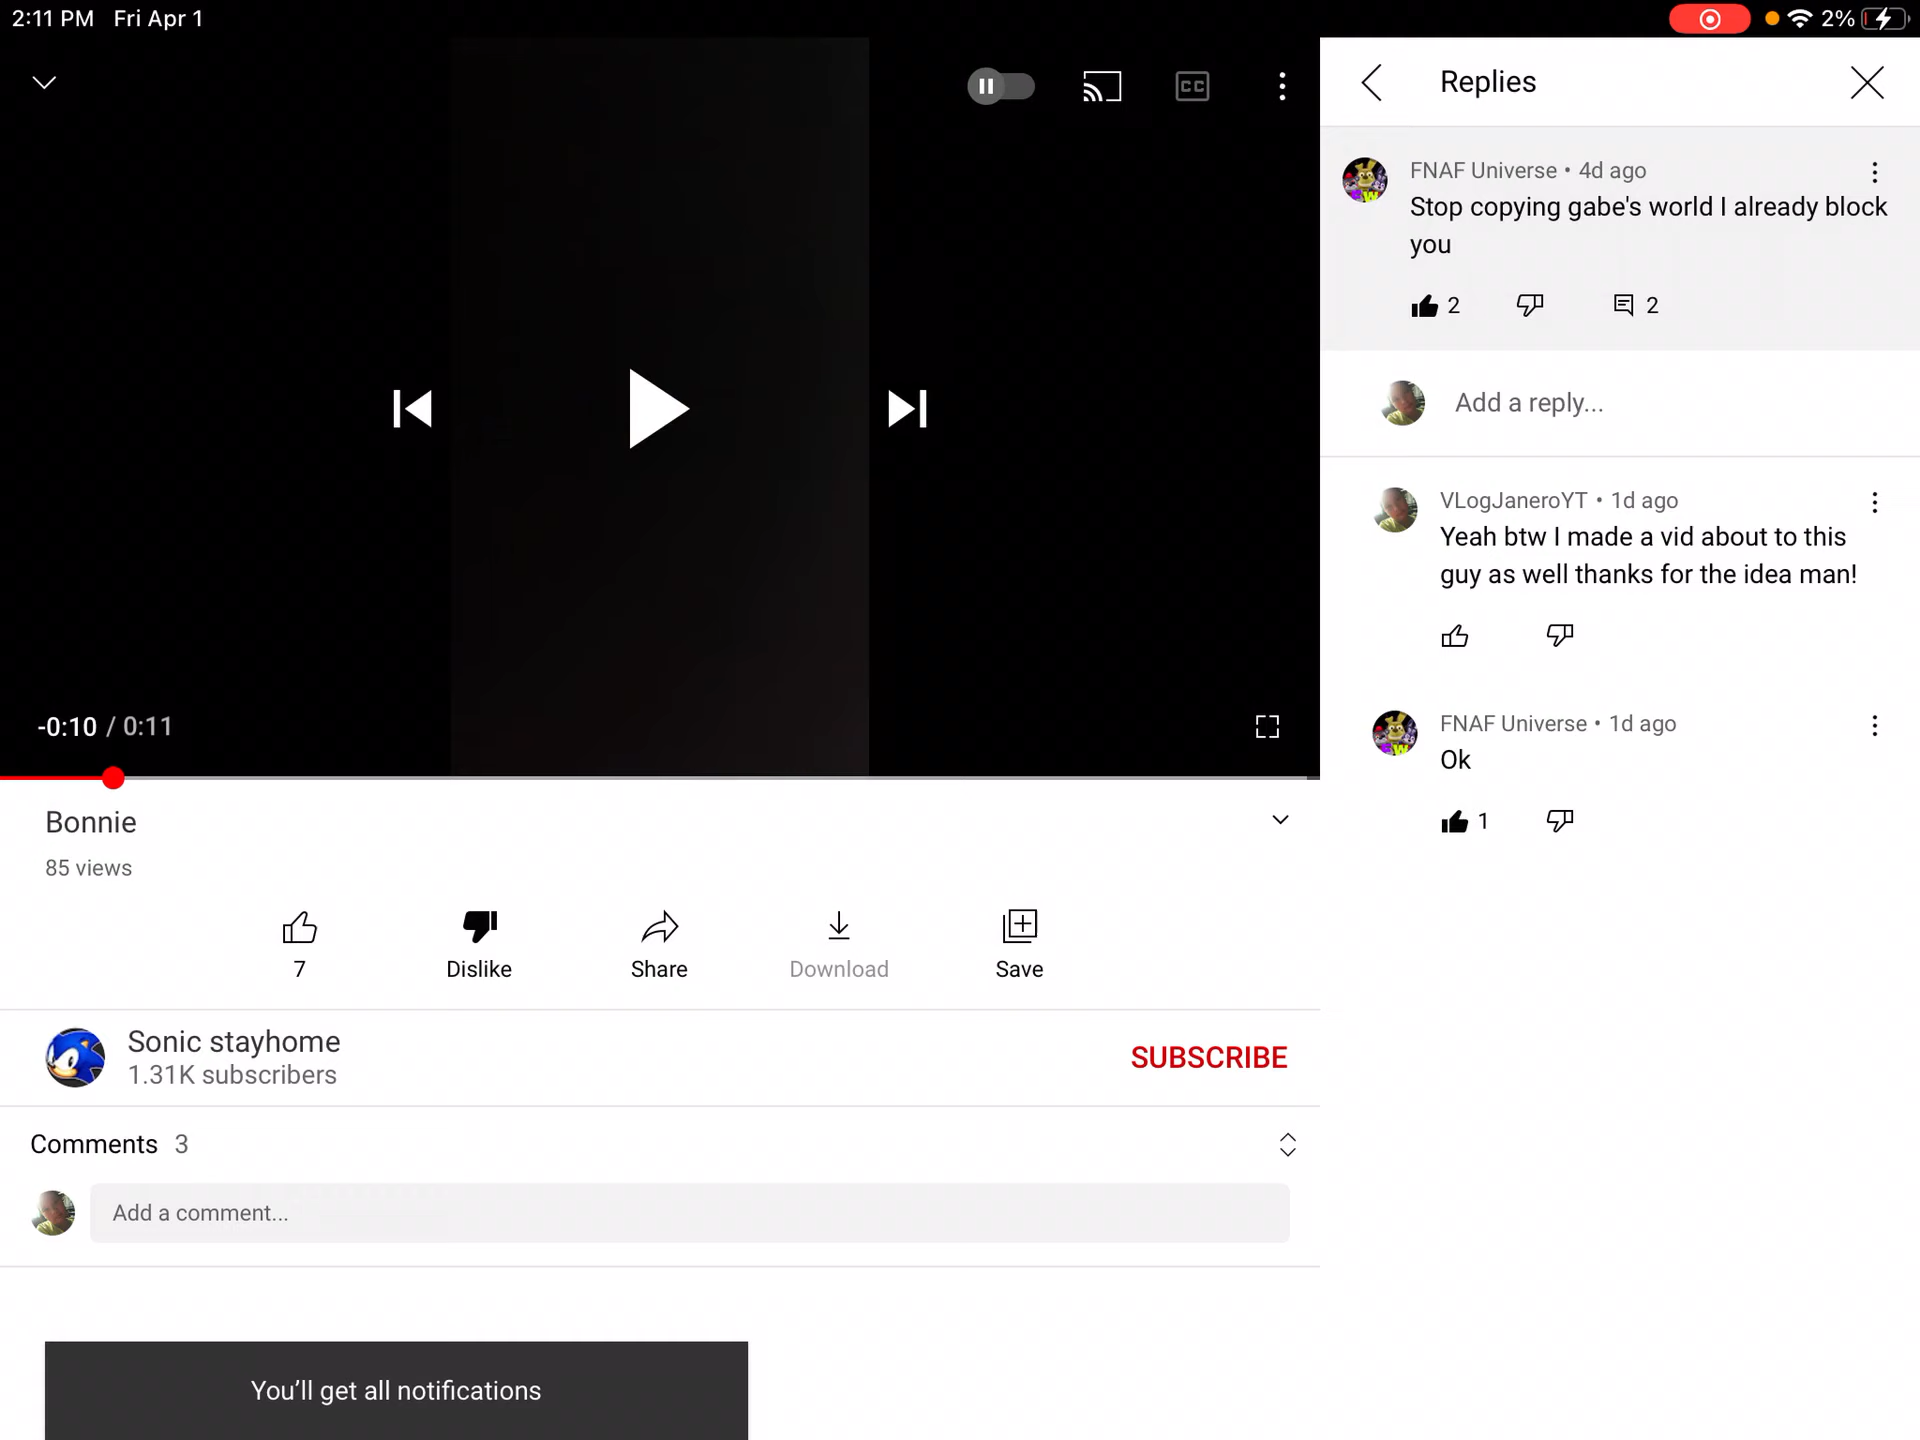 2:11 PM Fri Apr 1
2%
CC
-0:10 / 0:11
Bonnie
85 views
7
Dislike
Share
Download
Save
Sonic stayhome
1.31K subscribers
SUBSCRIBE
Comments 3
Add a comment...
You'll get all notifications
Replies
FNAF Universe • 4d ago
Stop copying gabe's world I already block
you
2
2
Add a reply...
VLogJaneroYT • 1d ago
Yeah btw I made a vid about to this
guy as well thanks for the idea man!
FNAF Universe • 1d ago
Ok
1